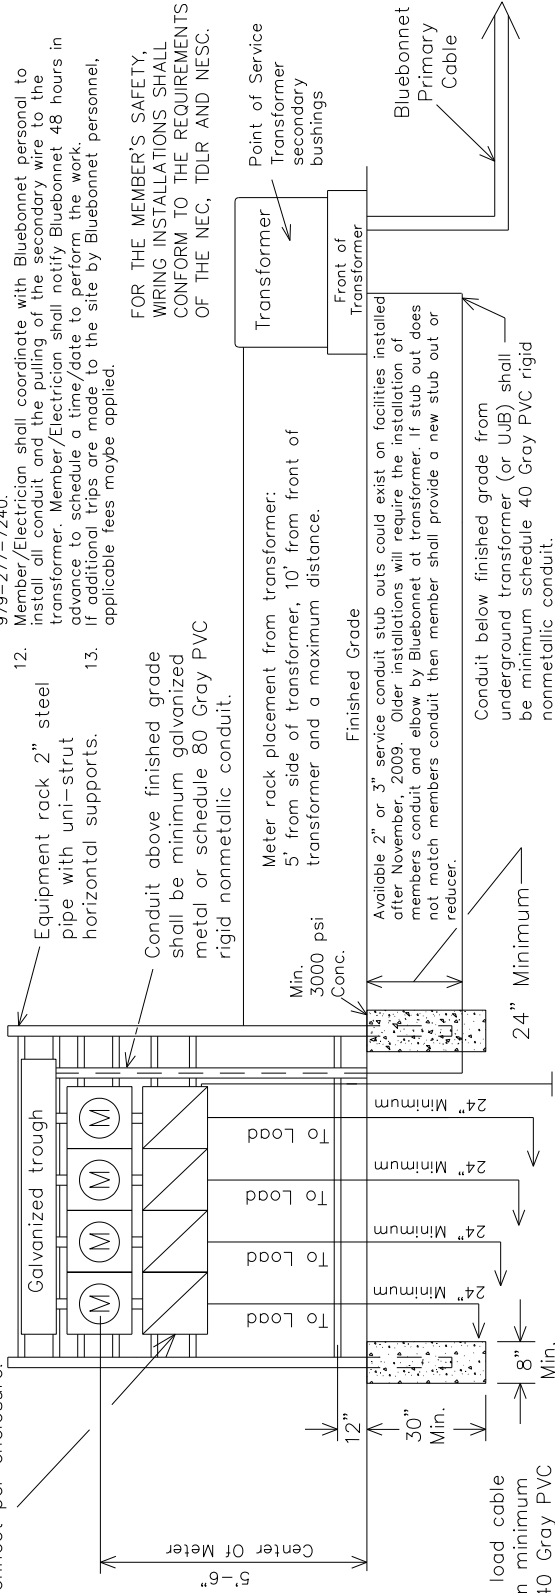 979-277-7240.
12. Member/Electrician shall coordinate with Bluebonnet personal to
install all conduit and the pulling of the secondary wire to the
transformer. Member/Electrician shall notify Bluebonnet 48 hours in
advance to schedule a time/date to perform the work.
13. If additional trips are made to the site by Bluebonnet personnel,
applicable fees maybe applied.
FOR THE MEMBER'S SAFETY,
WIRING INSTALLATIONS SHALL
CONFORM TO THE REQUIREMENTS
OF THE NEC, TDLR AND NESC.
per enclosure.
Equipment rack 2" steel
pipe with uni-strut
horizontal supports.
Conduit above finished grade
shall be minimum galvanized
metal or schedule 80 Gray PVC
rigid nonmetallic conduit.
Galvanized trough
M
M
M
M
Point of Service
Transformer
secondary
bushings
Transformer
Front of
Transformer
Meter rack placement from transformer:
5' from side of transformer, 10' from front of
transformer and a maximum distance.
Min.
3000 psi
Conc.
Finished Grade
Bluebonnet
Primary
Cable
To Load
To Load
To Load
To Load
Center Of Meter
5'-6"
12"
30"
Min.
8"
Min.
24" Minimum
24" Minimum
24" Minimum
24" Minimum
24" Minimum
Available 2" or 3" service conduit stub outs could exist on facilities installed
after November, 2009. Older installations will require the installation of
members conduit and elbow by Bluebonnet at transformer. If stub out does
not match members conduit then member shall provide a new stub out or
reducer.
Conduit below finished grade from
underground transformer (or UJB) shall
be minimum schedule 40 Gray PVC rigid
nonmetallic conduit.
load cable
minimum
40 Gray PVC